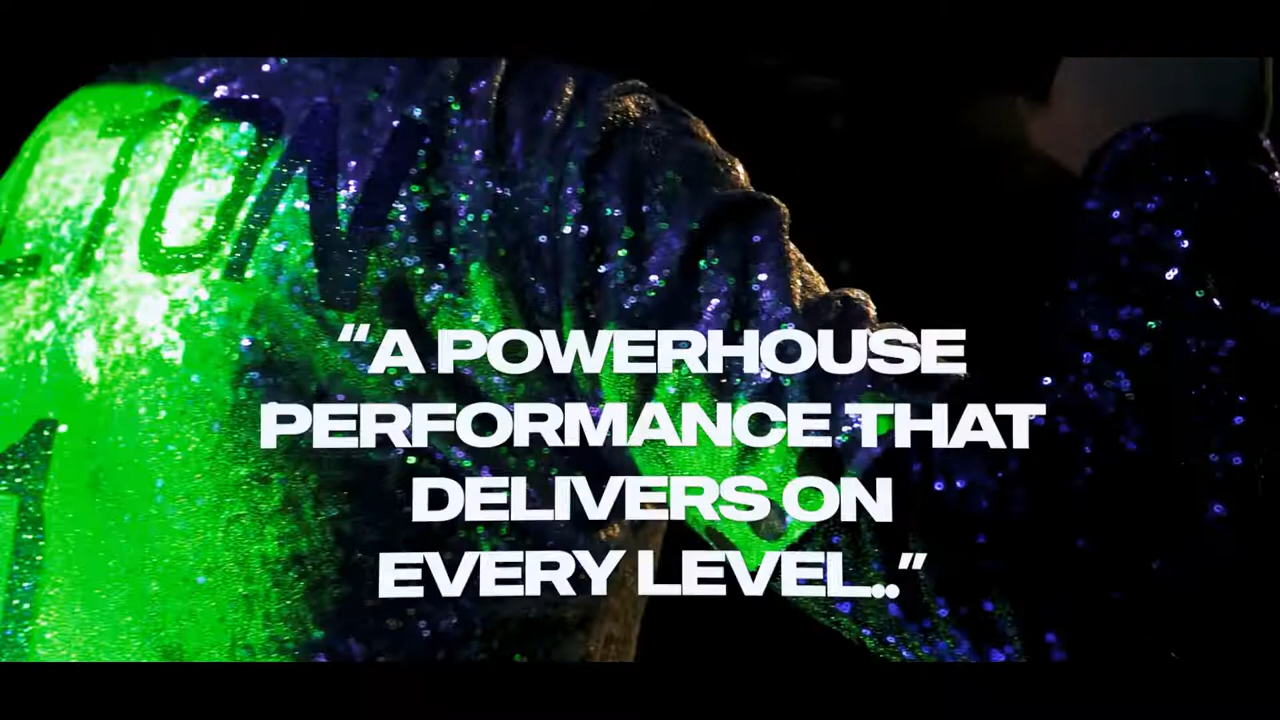 “A POWERHOUSE
PERFORMANCE THAT
DELIVERS ON
EVERY LEVEL..”